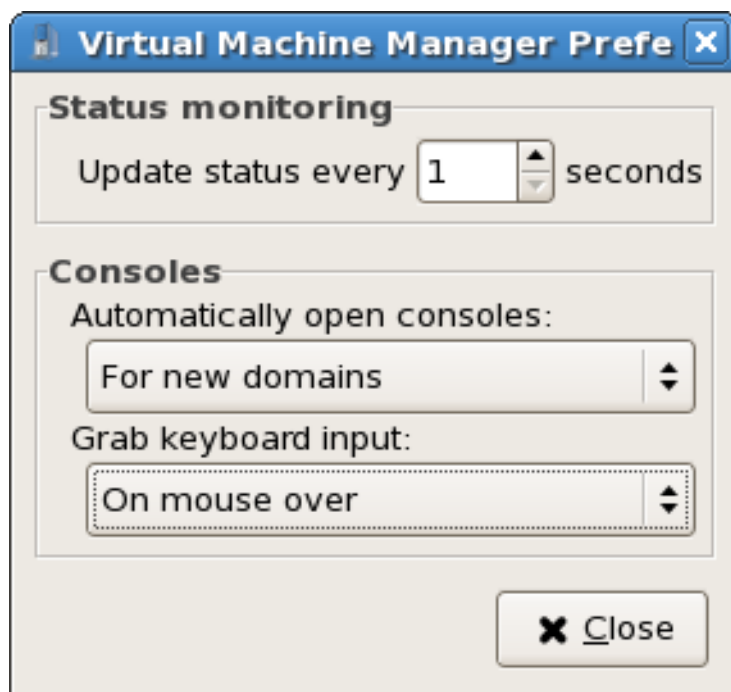 Virtual Machine Manager Prefe
Status monitoring
Update status every 1 seconds
Consoles
Automatically open consoles:
For new domains
Grab keyboard input:
On mouse over
Close